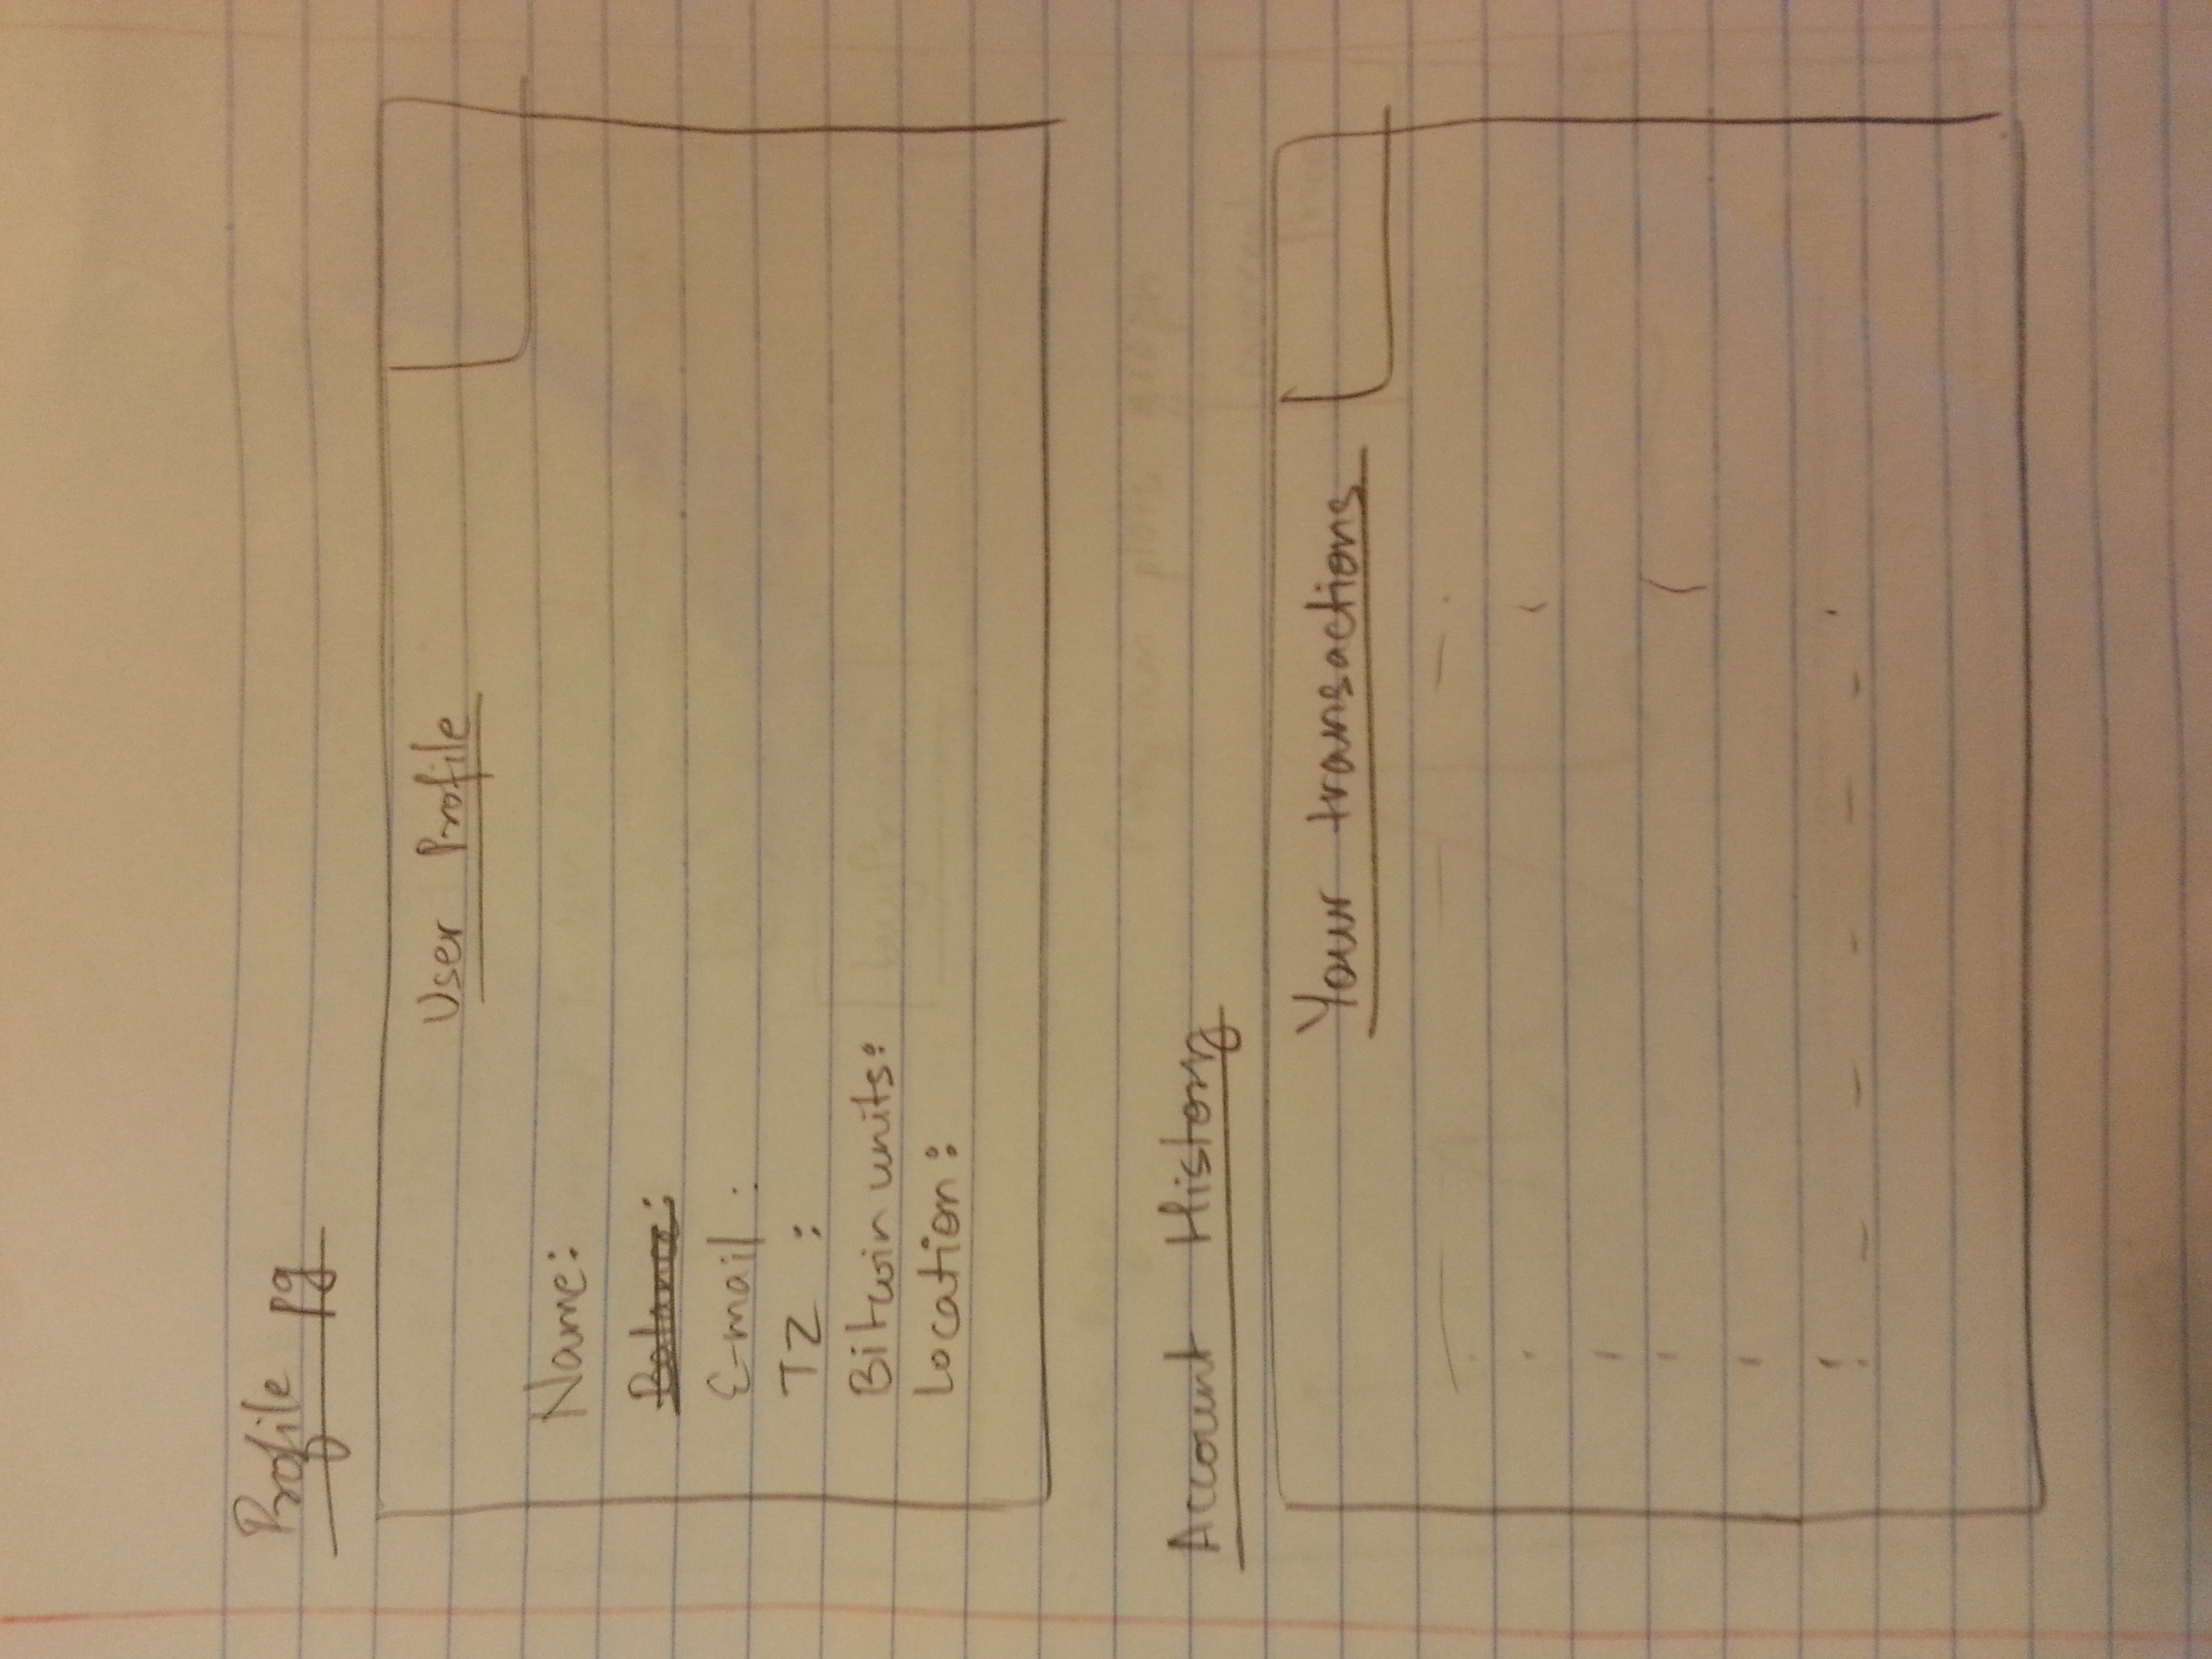 Profile pg
User Profile
Name:
Balance:
E-mail :
TZ :
Bitcoin units:
Location:
Account History
Your transactions